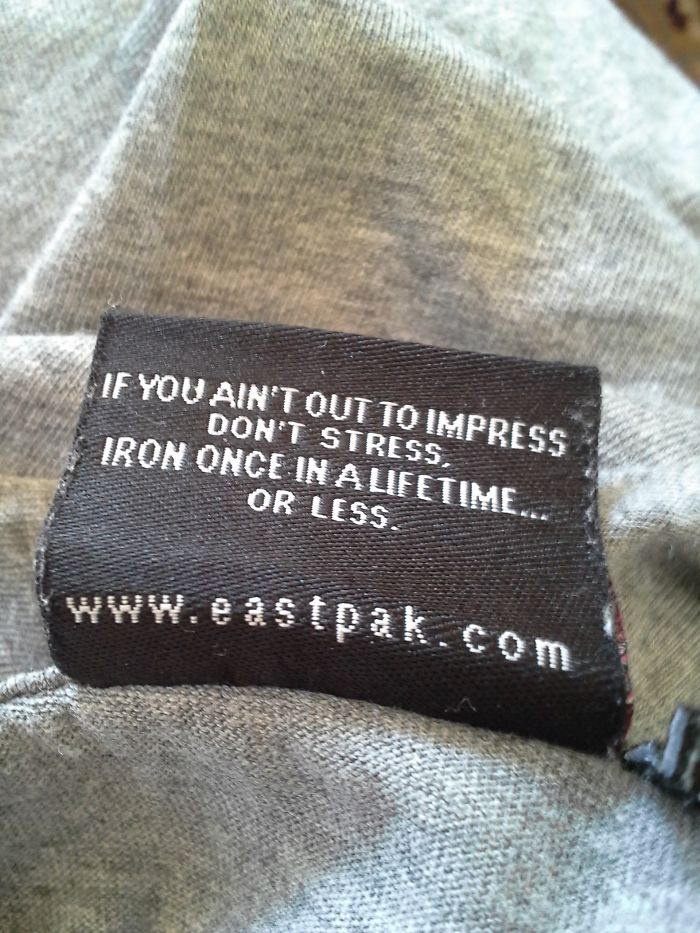 IF YOU AIN'T OUT TO IMPRESS
DON'T STRESS,
IRON ONCE IN A LIFETIME...
OR LESS.
www.eastpak.com